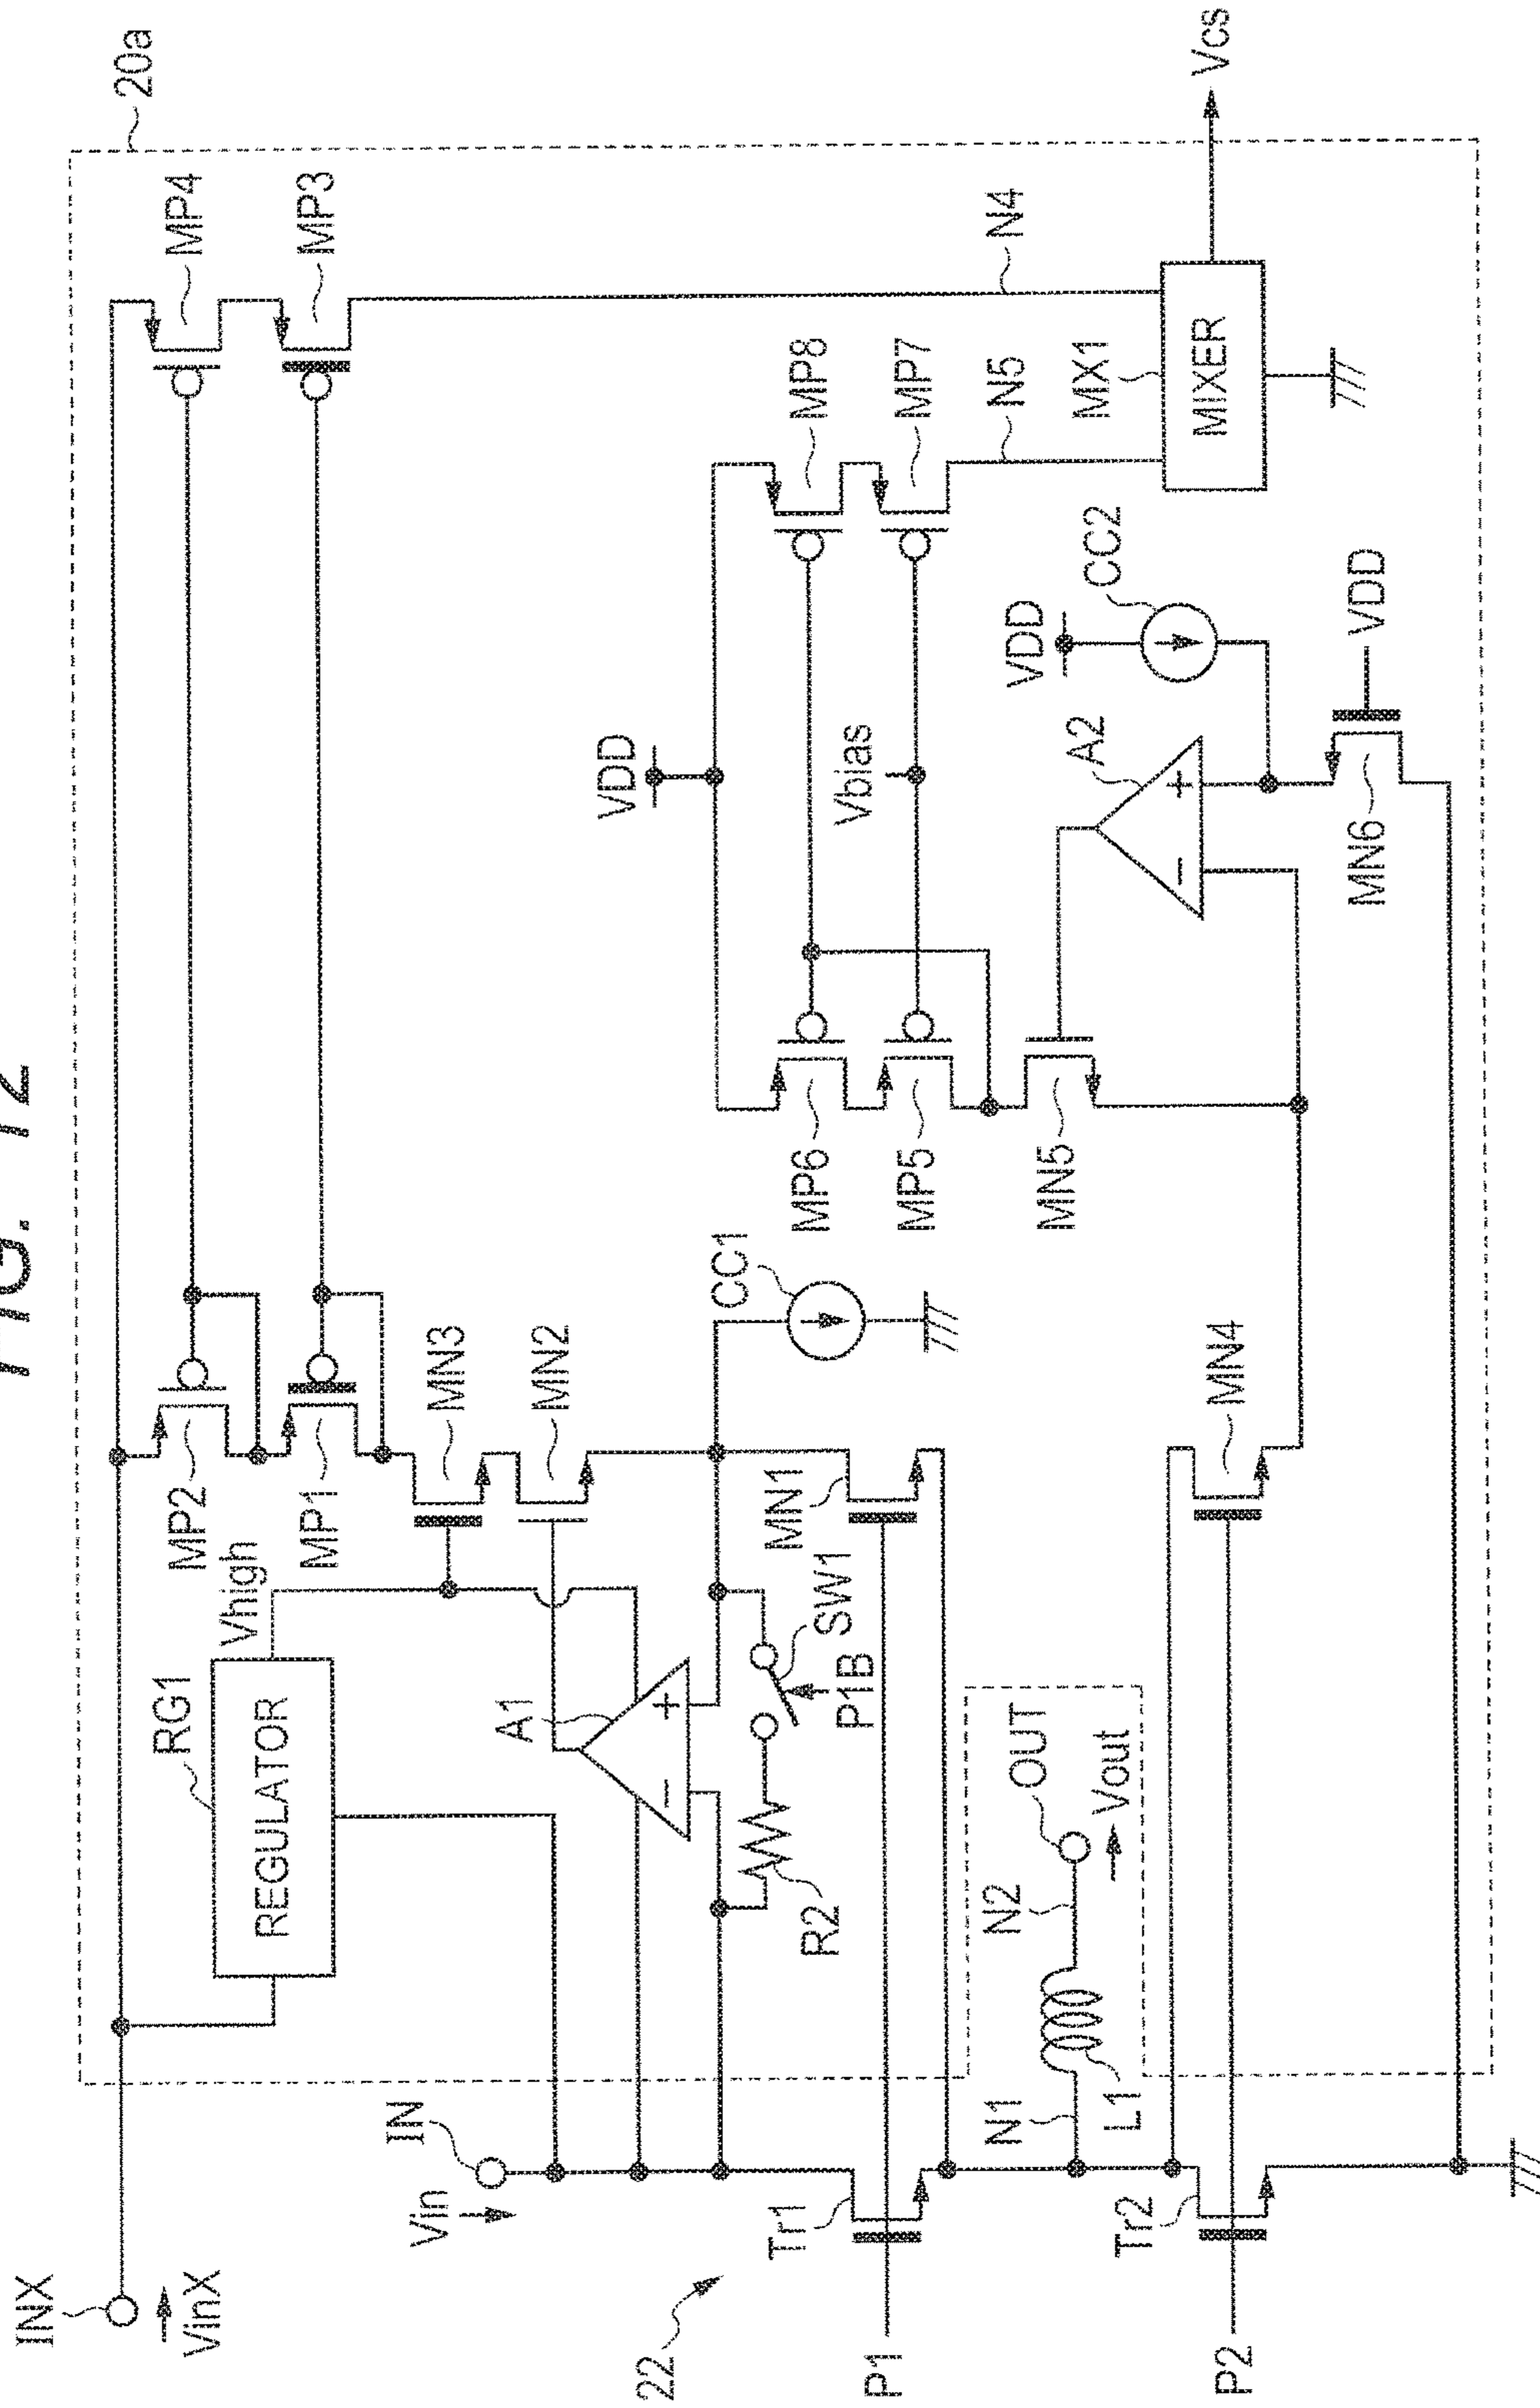 FIG. 12
20a
INX
VinX
RG1
REGULATOR
Vhigh
MP2
MP1
MN3
MN2
MP4
MP3
IN
Vin
A1
−
+
R2
SW1
P1B
MN1
CC1
VDD
MP6
MP5
MN5
Vbias
MP8
MP7
N5
N4
22
Tr1
P1
N1
L1
N2
OUT
Vout
A2
−
+
VDD
CC2
MX1
MIXER
Vcs
Tr2
P2
MN4
MN6
VDD